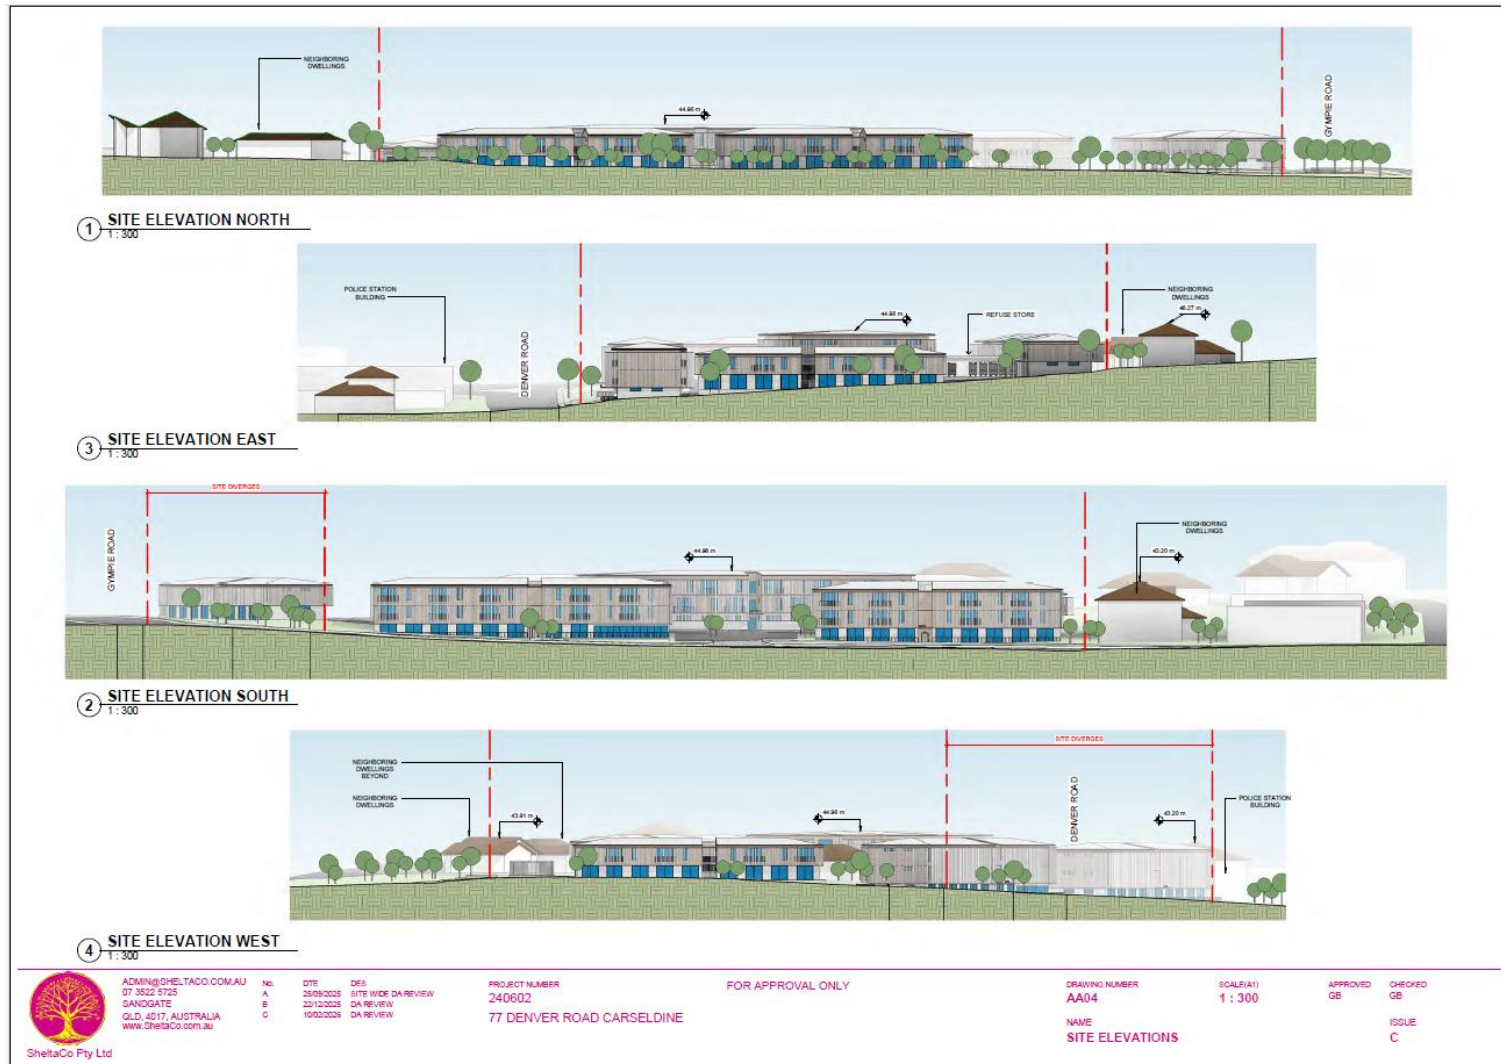 NEIGHBORING
DWELLINGS
44.96 m
GYMPIE ROAD
1 SITE ELEVATION NORTH
1 : 300
POLICE STATION
BUILDING
DENVER ROAD
44.96 m
REFUSE STORE
NEIGHBORING
DWELLINGS
46.27 m
3 SITE ELEVATION EAST
1 : 300
SITE DIVERGES
GYMPIE ROAD
44.96 m
NEIGHBORING
DWELLINGS
43.20 m
2 SITE ELEVATION SOUTH
1 : 300
SITE DIVERGES
NEIGHBORING
DWELLINGS
BEYOND
NEIGHBORING
DWELLINGS
43.91 m
44.96 m
DENVER ROAD
43.20 m
POLICE STATION
BUILDING
4 SITE ELEVATION WEST
1 : 300
SheltaCo Pty Ltd
ADMIN@SHELTACO.COM.AU
07 3522 5725
SANDGATE
QLD, 4017, AUSTRALIA
www.SheltaCo.com.au
No. DTE DES
A 25/09/2025 SITE WIDE DA REVIEW
B 22/12/2025 DA REVIEW
C DA REVIEW
PROJECT NUMBER
240602
77 DENVER ROAD CARSELDINE
FOR APPROVAL ONLY
DRAWING NUMBER
AA04
NAME
SITE ELEVATIONS
SCALE(A1)
1 : 300
APPROVED
GB
CHECKED
GB
ISSUE
C